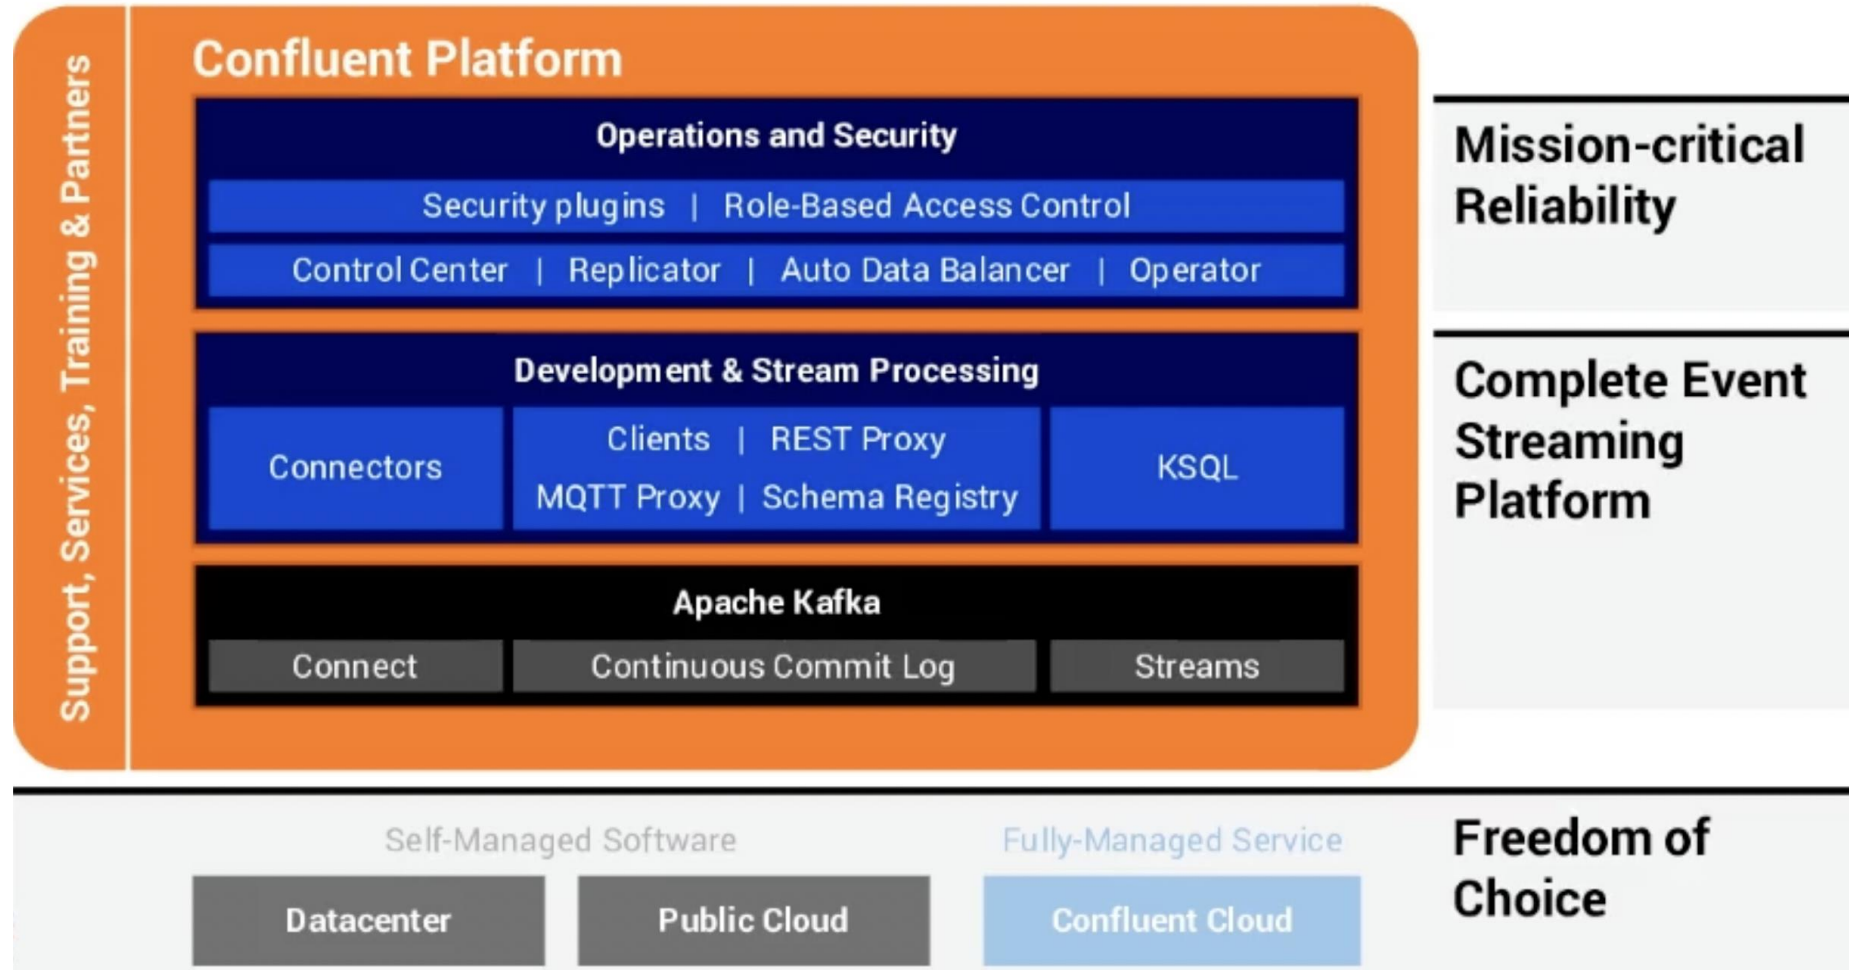 Support, Services, Training & Partners
Confluent Platform
Operations and Security
Security plugins | Role-Based Access Control
Control Center | Replicator | Auto Data Balancer | Operator
Mission-critical
Reliability
Development & Stream Processing
Connectors
Clients | REST Proxy
MQTT Proxy | Schema Registry
KSQL
Complete Event
Streaming
Platform
Apache Kafka
Connect
Continuous Commit Log
Streams
Self-Managed Software
Fully-Managed Service
Datacenter
Public Cloud
Confluent Cloud
Freedom of
Choice